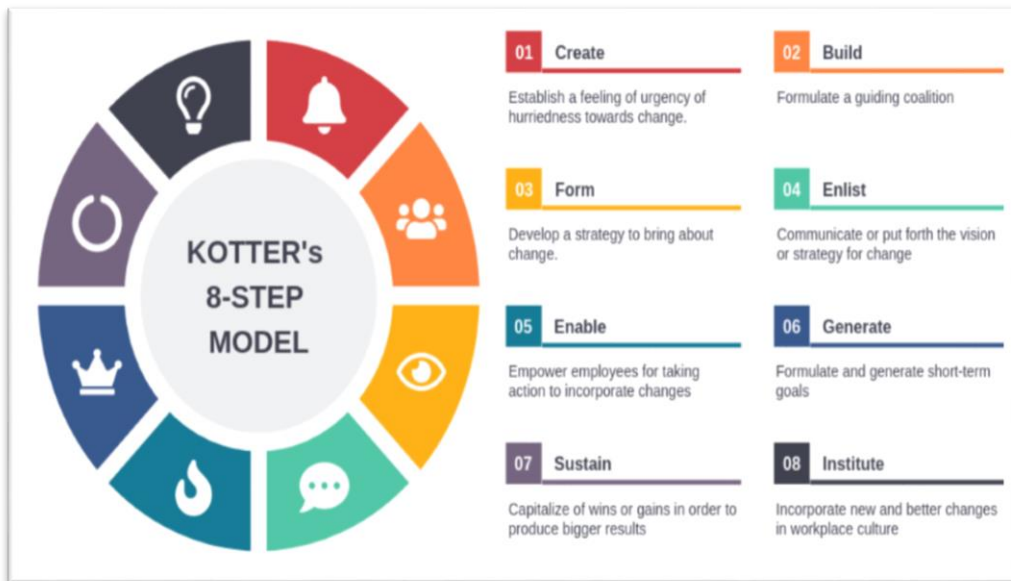 KOTTER's
8-STEP
MODEL
01 Create
Establish a feeling of urgency of
hurriedness towards change.
02 Build
Formulate a guiding coalition
03 Form
Develop a strategy to bring about
change.
04 Enlist
Communicate or put forth the vision
or strategy for change
05 Enable
Empower employees for taking
action to incorporate changes
06 Generate
Formulate and generate short-term
goals
07 Sustain
Capitalize of wins or gains in order to
produce bigger results
08 Institute
Incorporate new and better changes
in workplace culture